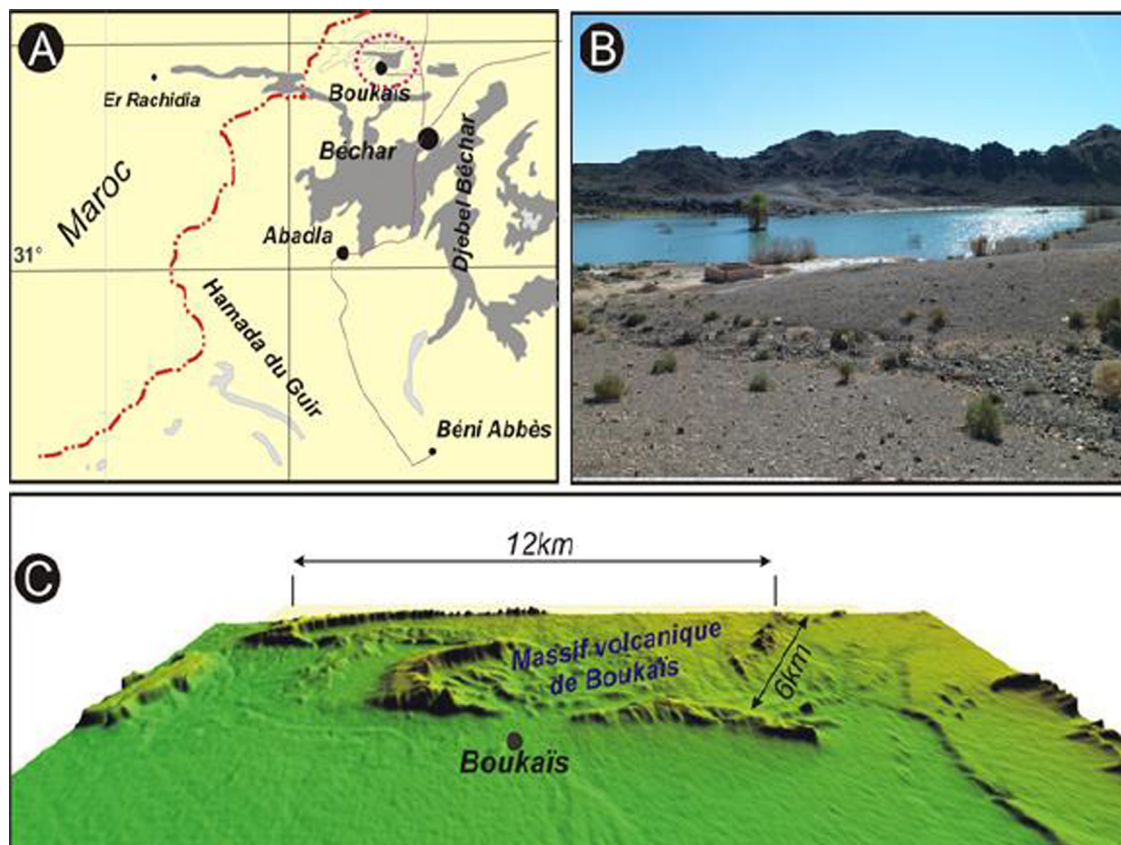 A
Er Rachidia
Boukaïs
Béchar
Djebel Béchar
Maroc
Abadla
31°
Hamada du Guir
Béni Abbès
B
C
12km
Massif volcanique
de Boukaïs
6km
Boukaïs